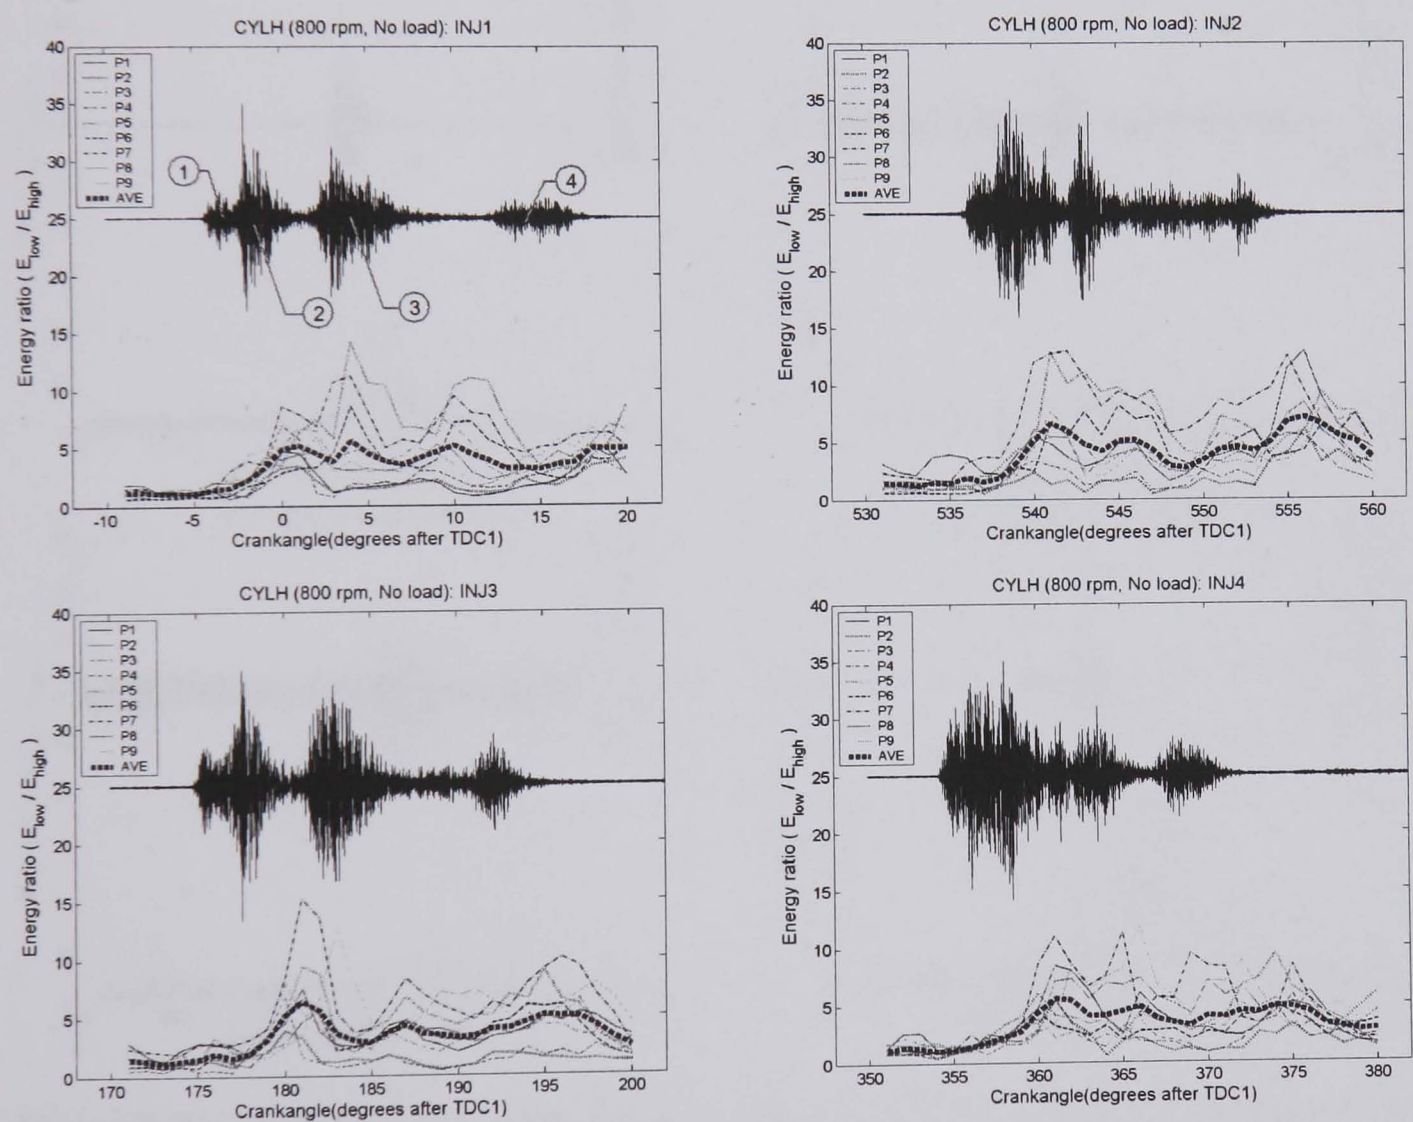 CYLH (800 rpm, No load): INJ1
40
35
30
25
20
15
10
5
0
Energy ratio ( E_low / E_high )
P1
P2
P3
P4
P5
P6
P7
P8
P9
AVE
1
2
3
4
-10 -5 0 5 10 15 20
Crankangle(degrees after TDC1)
CYLH (800 rpm, No load): INJ2
40
35
30
25
20
15
10
5
0
Energy ratio ( E_low / E_high )
P1
P2
P3
P4
P5
P6
P7
P8
P9
AVE
530 535 540 545 550 555 560
Crankangle(degrees after TDC1)
CYLH (800 rpm, No load): INJ3
40
35
30
25
20
15
10
5
0
Energy ratio ( E_low / E_high )
P1
P2
P3
P4
P5
P6
P7
P8
P9
AVE
170 175 180 185 190 195 200
Crankangle(degrees after TDC1)
CYLH (800 rpm, No load): INJ4
40
35
30
25
20
15
10
5
0
Energy ratio ( E_low / E_high )
P1
P2
P3
P4
P5
P6
P7
P8
P9
AVE
350 355 360 365 370 375 380
Crankangle(degrees after TDC1)